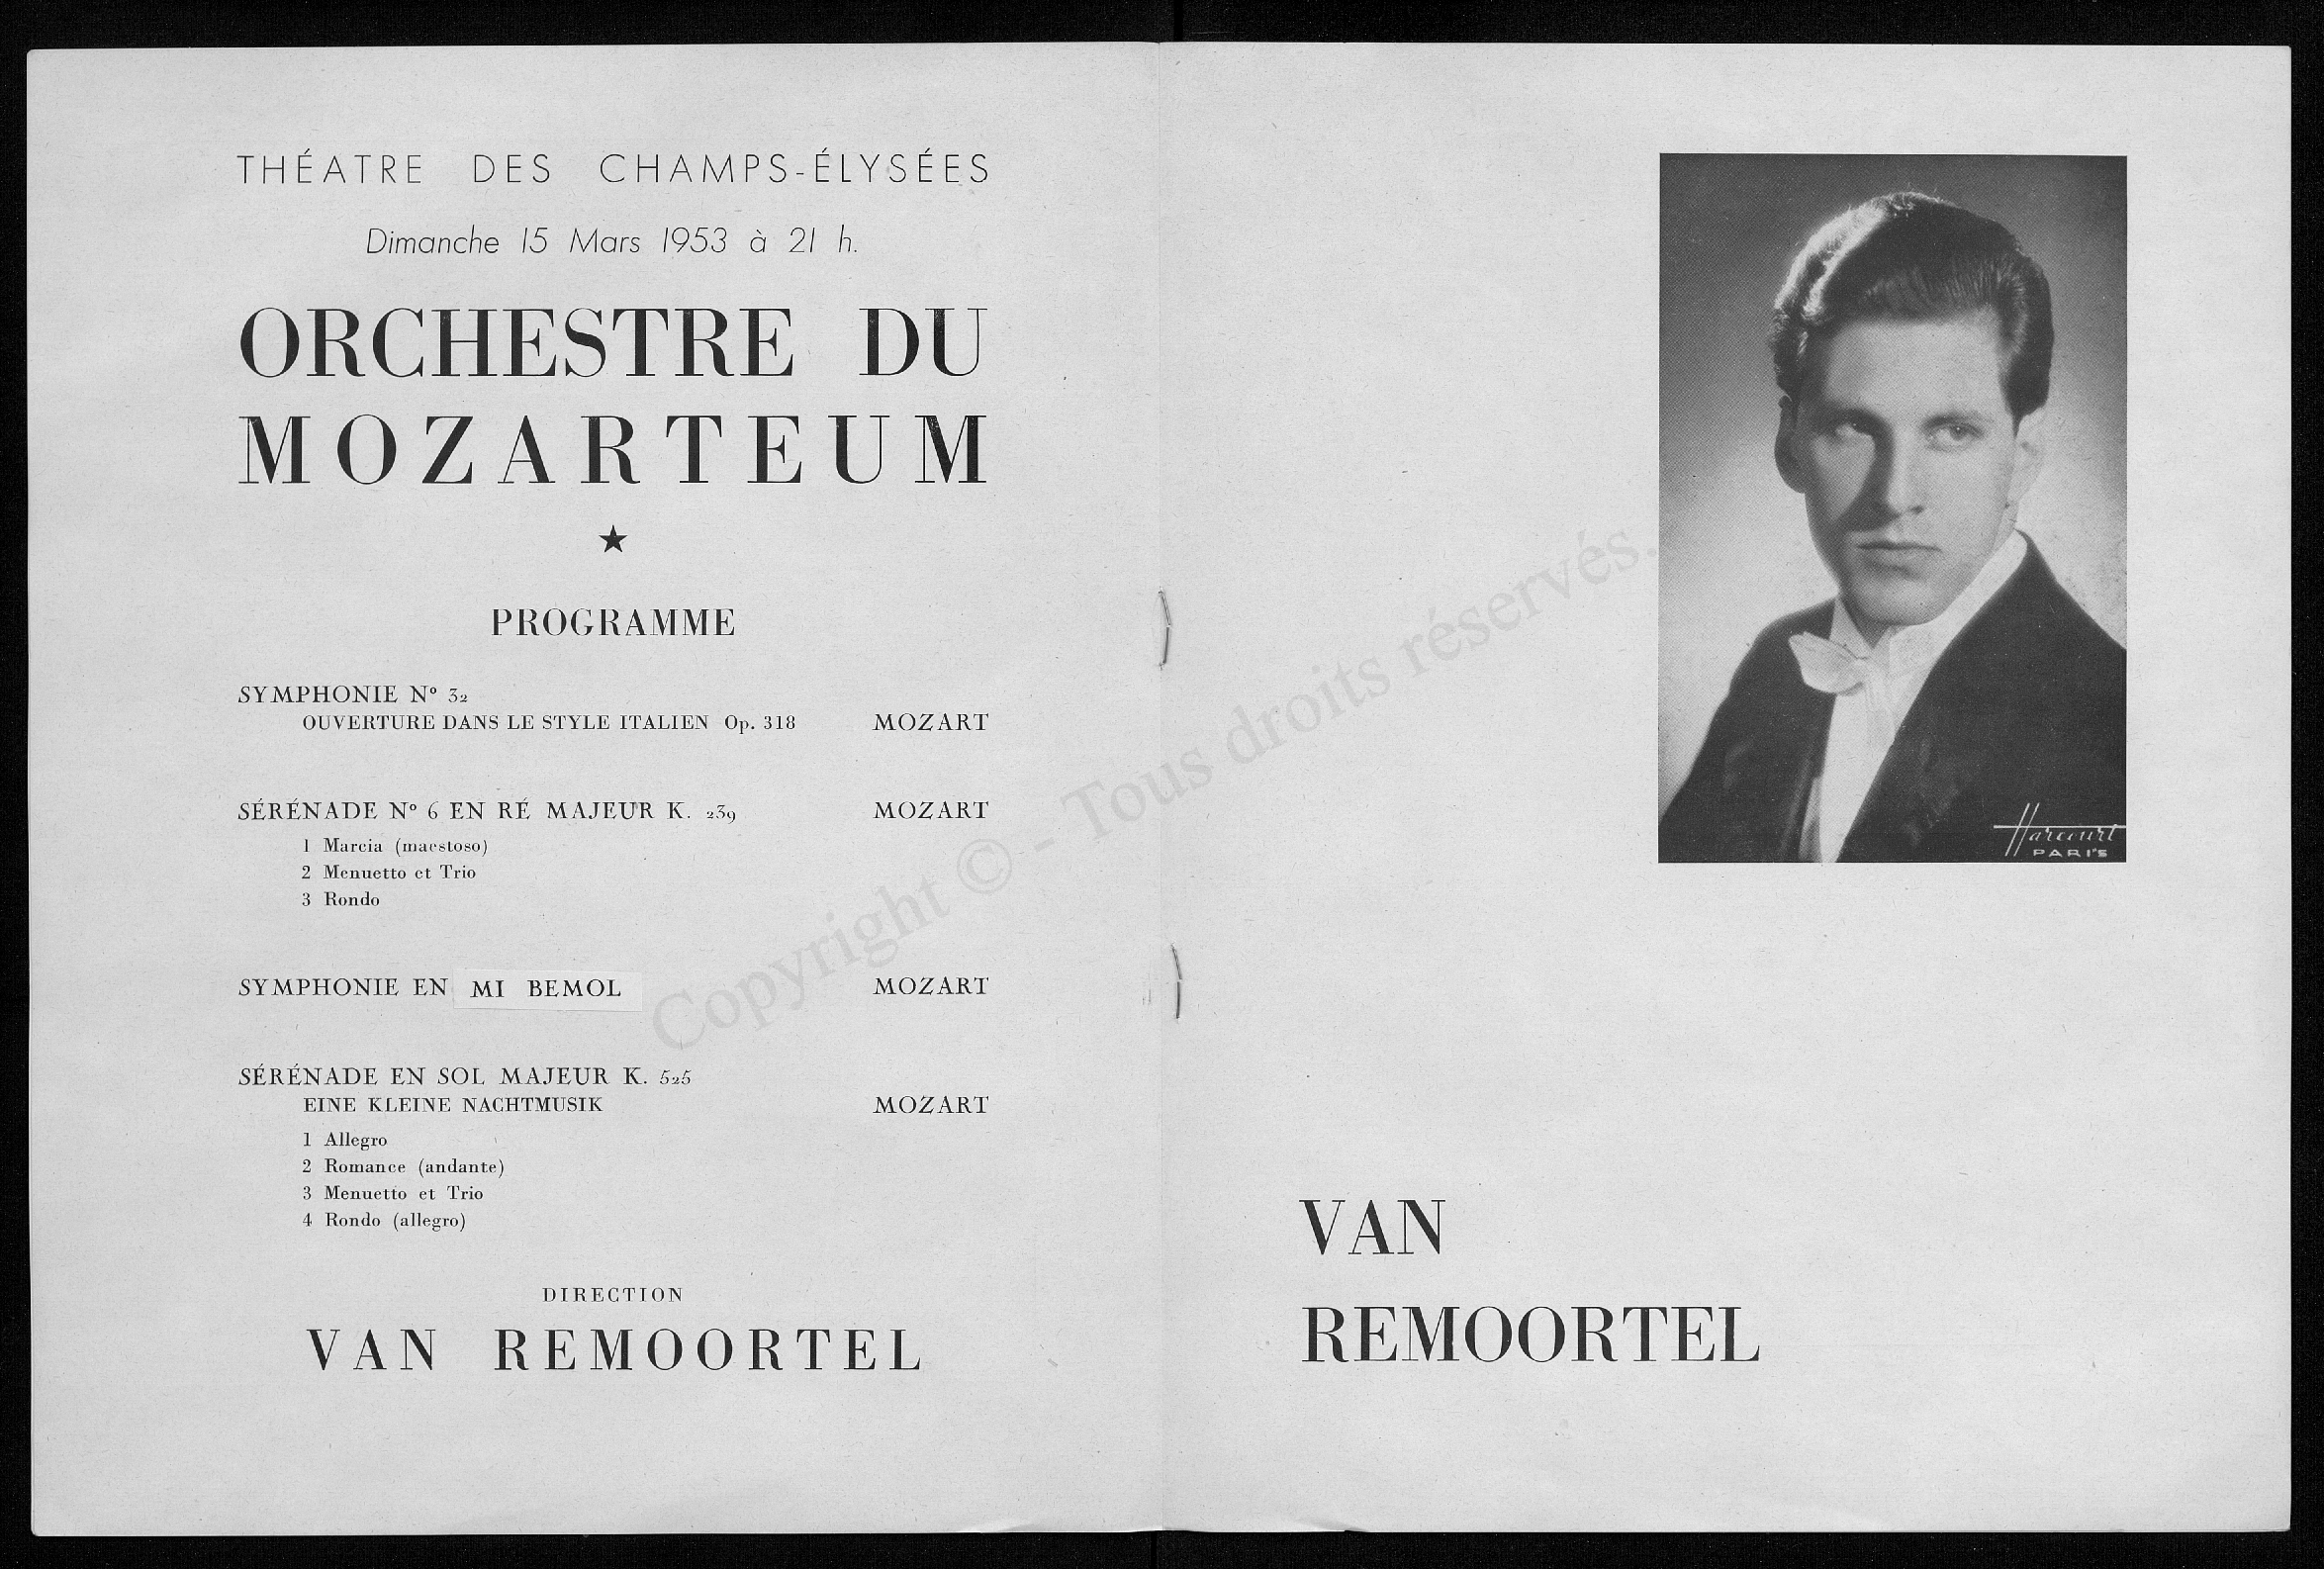 THÉATRE DES CHAMPS-ÉLYSÉES
Dimanche 15 Mars 1953 à 21 h.
ORCHESTRE DU
MOZARTEUM
★
PROGRAMME
SYMPHONIE Nº 32
OUVERTURE DANS LE STYLE ITALIEN Op. 318 MOZART
SÉRÉNADE Nº 6 EN RÉ MAJEUR K. 239 MOZART
1 Marcia (maestoso)
2 Menuetto et Trio
3 Rondo
SYMPHONIE EN MI BEMOL MOZART
SÉRÉNADE EN SOL MAJEUR K. 525
EINE KLEINE NACHTMUSIK MOZART
1 Allegro
2 Romance (andante)
3 Menuetto et Trio
4 Rondo (allegro)
DIRECTION
VAN REMOORTEL
Harcourt
PARIS
VAN
REMOORTEL
Copyright © - Tous droits réservés.